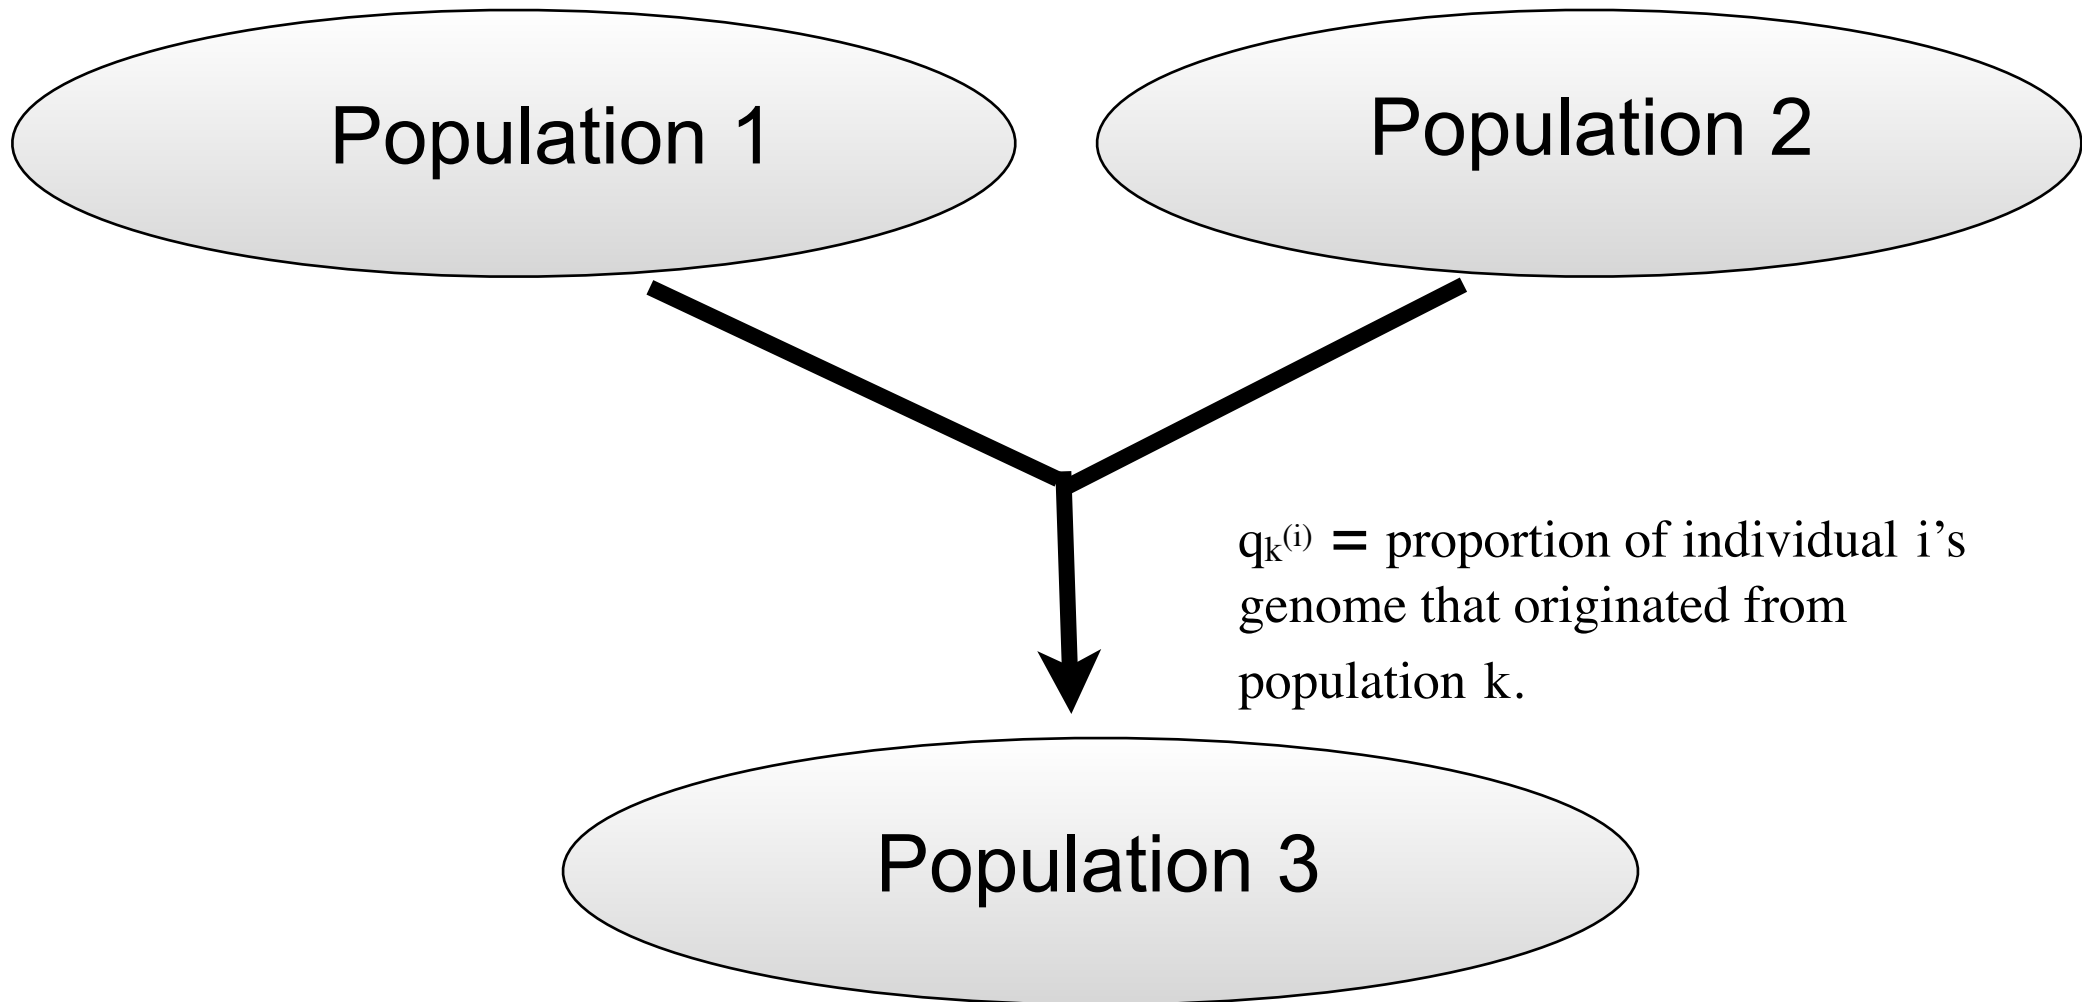 Population 1
Population 2
qₖ⁽ⁱ⁾ = proportion of individual i’s
genome that originated from
population k.
Population 3